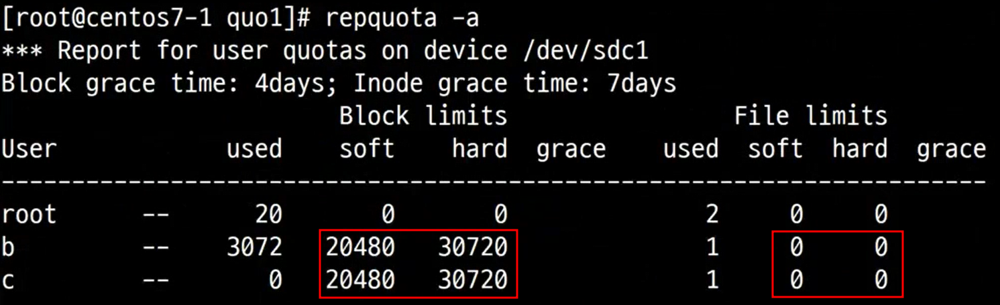 [root@centos7-1 quo1]# repquota -a
*** Report for user quotas on device /dev/sdc1
Block grace time: 4days; Inode grace time: 7days
                        Block limits                File limits
User            used    soft    hard  grace    used  soft  hard  grace
----------------------------------------------------------------------
root      --      20       0       0              2     0     0
b         --    3072   20480   30720              1     0     0
c         --       0   20480   30720              1     0     0